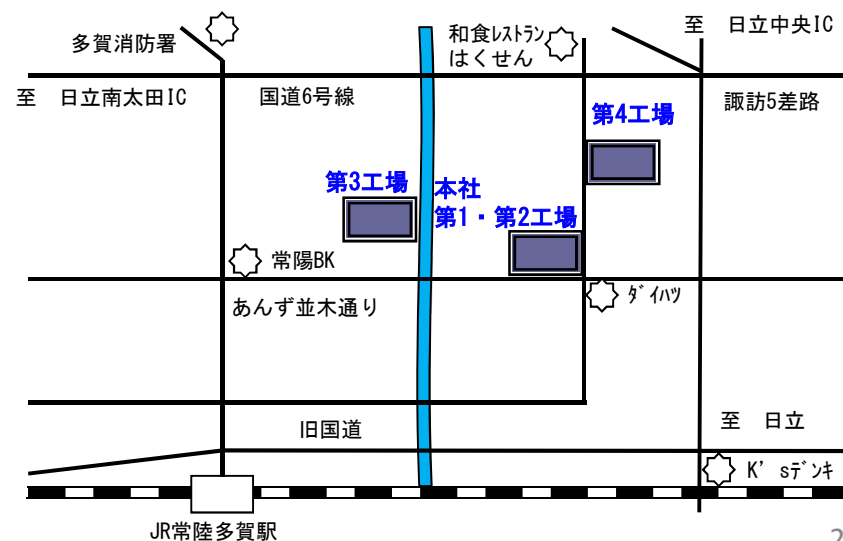 多賀消防署
和食ﾚｽﾄﾗﾝ
はくせん
至 日立中央IC
至 日立南太田IC
国道6号線
諏訪5差路
第4工場
第3工場
本社
第1・第2工場
常陽BK
あんず並木通り
ﾀﾞｲﾊﾂ
旧国道
至 日立
K’sﾃﾞﾝｷ
JR常陸多賀駅
2